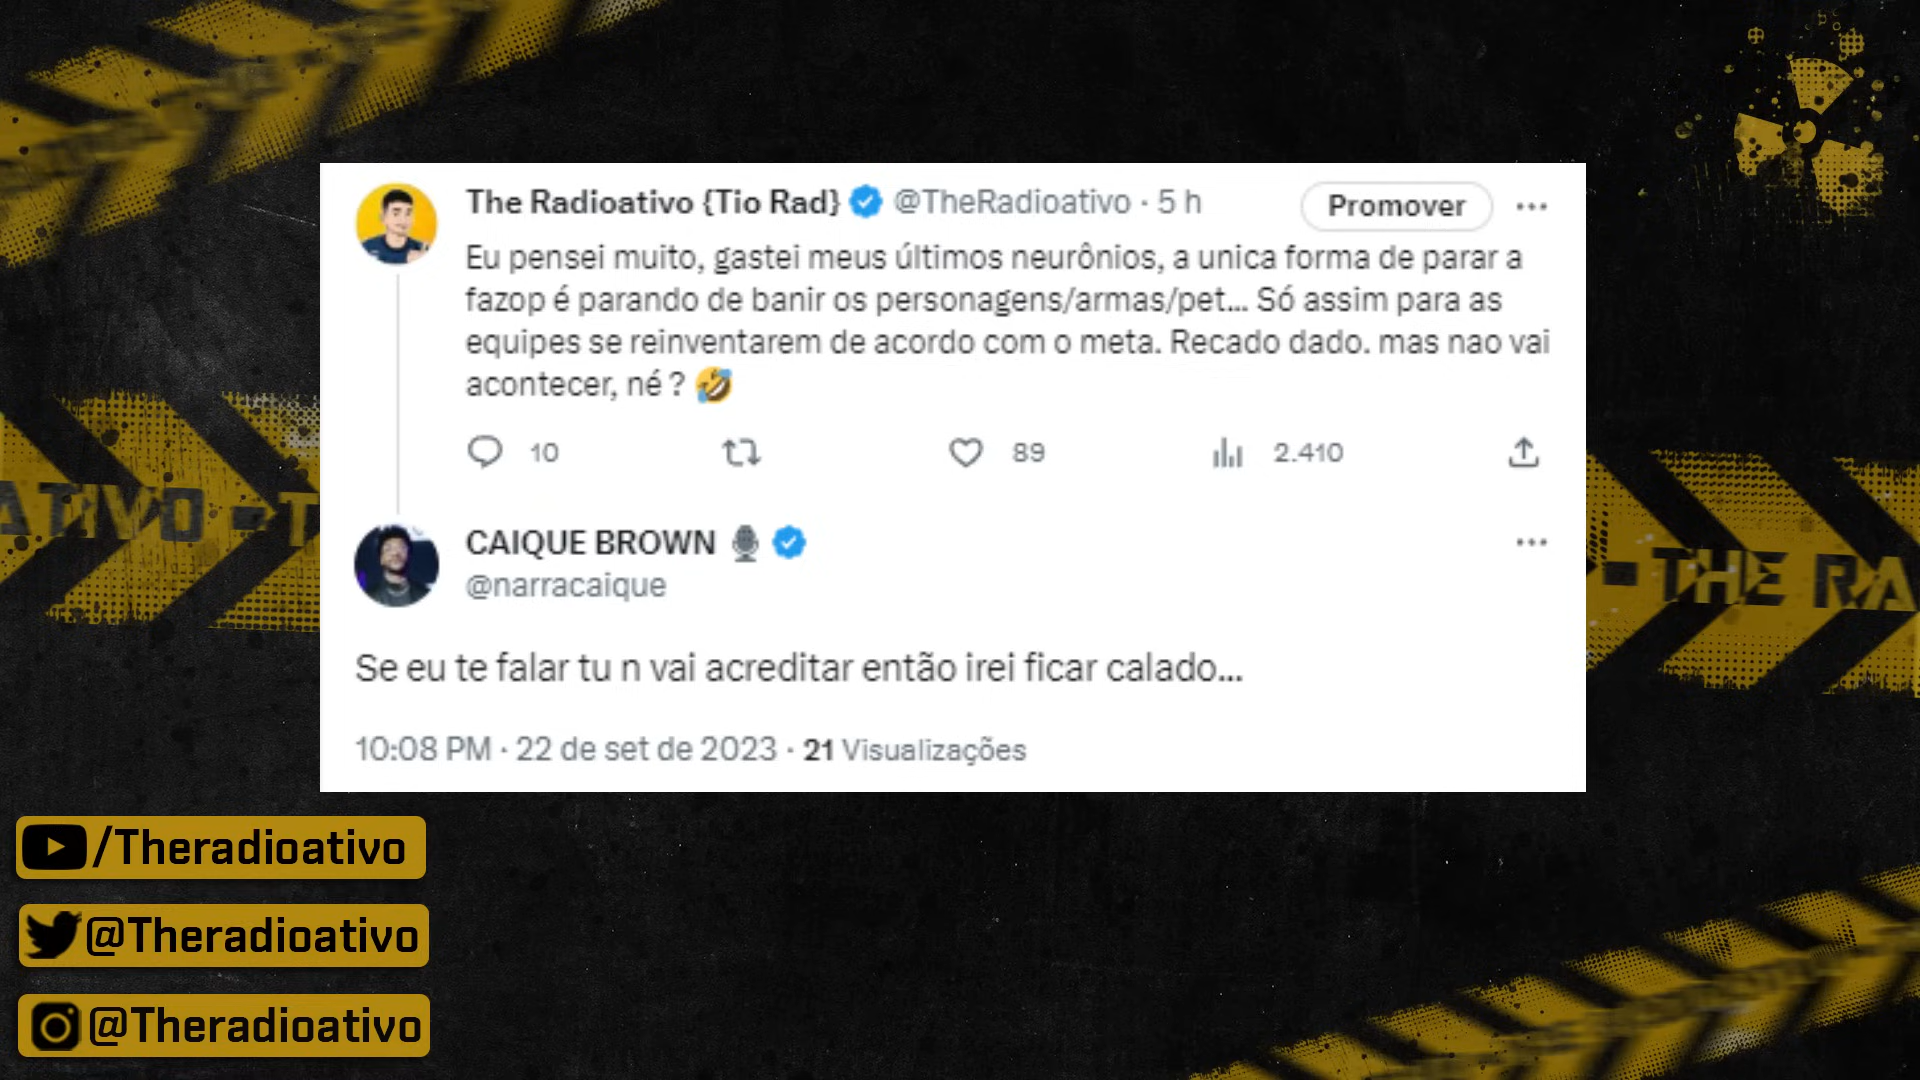 The Radioativo {Tio Rad} @TheRadioativo · 5 h
Promover
Eu pensei muito, gastei meus últimos neurônios, a unica forma de parar a
fazop é parando de banir os personagens/armas/pet... Só assim para as
equipes se reinventarem de acordo com o meta. Recado dado. mas nao vai
acontecer, né ? 🤣
10 89 2.410
CAIQUE BROWN 🎙
@narracaique
Se eu te falar tu n vai acreditar então irei ficar calado...
10:08 PM · 22 de set de 2023 · 21 Visualizações
ATIVO - T
- THE RA
/Theradioativo
@Theradioativo
@Theradioativo